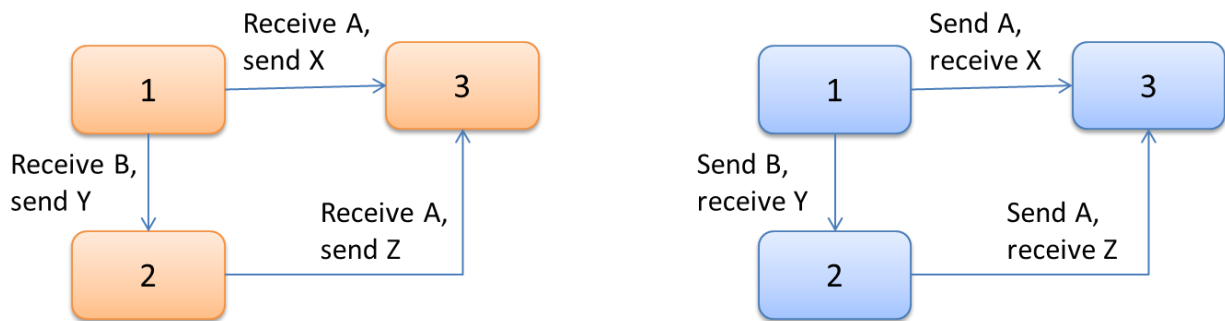 Receive A,
send X
1
3
Receive B,
send Y
Receive A,
send Z
2
Send A,
receive X
1
3
Send B,
receive Y
Send A,
receive Z
2